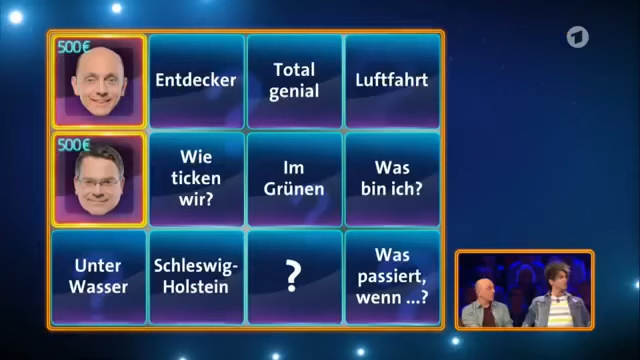 500€
Entdecker
Total
genial
Luftfahrt
500€
Wie
ticken
wir?
Im
Grünen
Was
bin ich?
Unter
Wasser
Schleswig-
Holstein
?
Was
passiert,
wenn ...?
1